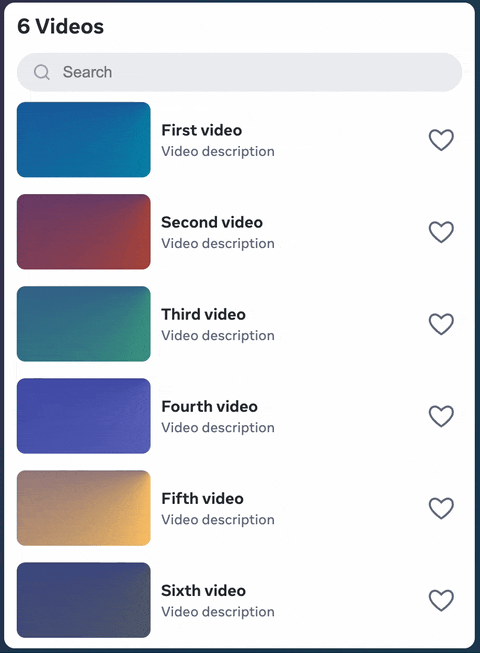 6 Videos
Search
First video
Video description
Second video
Video description
Third video
Video description
Fourth video
Video description
Fifth video
Video description
Sixth video
Video description